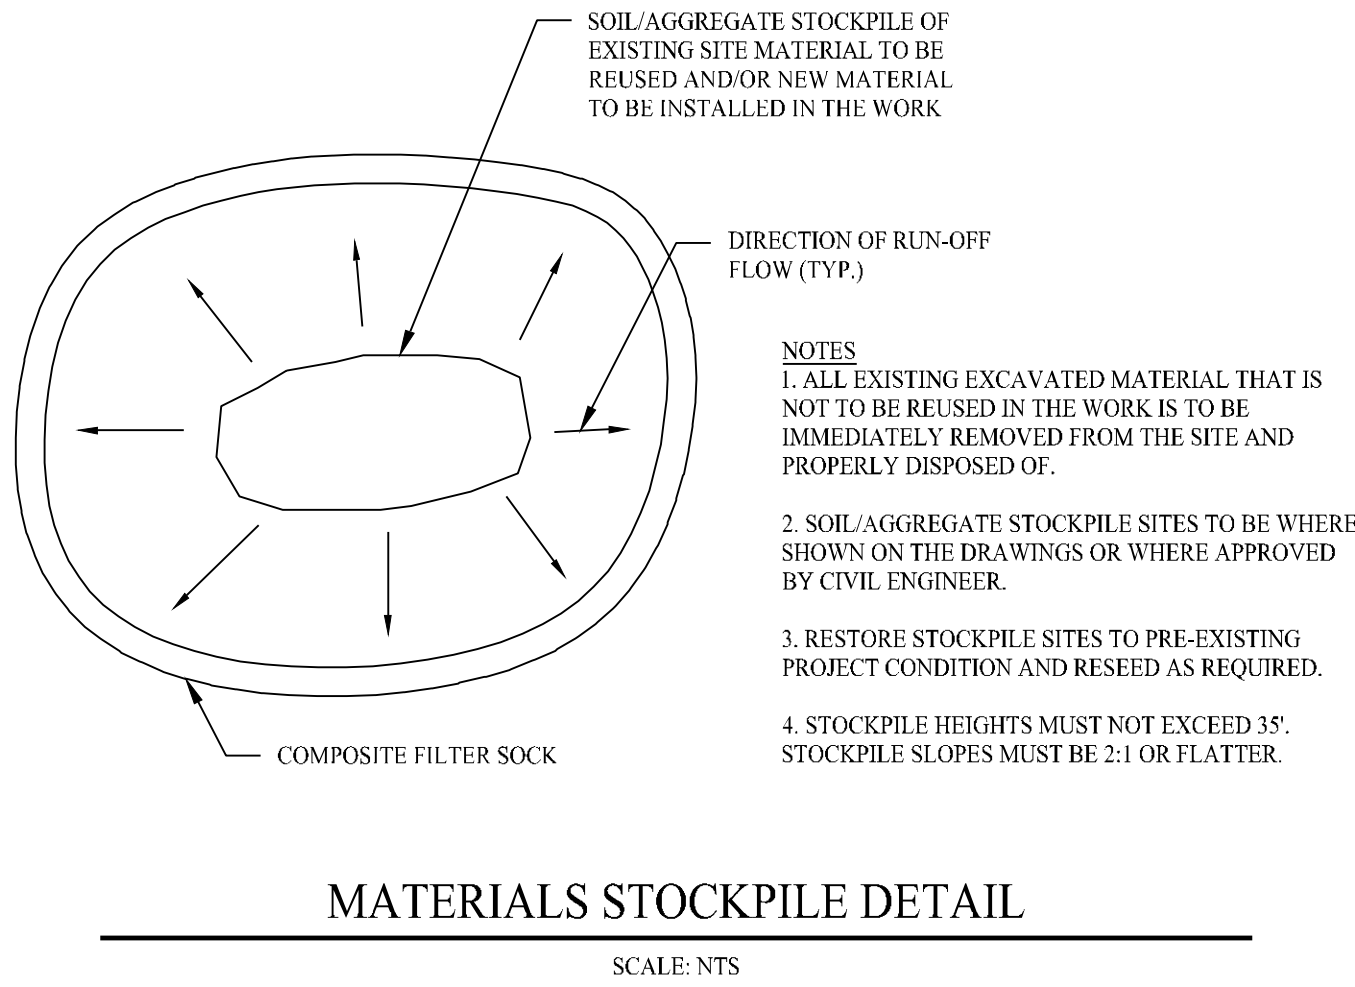 SOIL/AGGREGATE STOCKPILE OF
EXISTING SITE MATERIAL TO BE
REUSED AND/OR NEW MATERIAL
TO BE INSTALLED IN THE WORK
DIRECTION OF RUN-OFF
FLOW (TYP.)
NOTES
1. ALL EXISTING EXCAVATED MATERIAL THAT IS
NOT TO BE REUSED IN THE WORK IS TO BE
IMMEDIATELY REMOVED FROM THE SITE AND
PROPERLY DISPOSED OF.
2. SOIL/AGGREGATE STOCKPILE SITES TO BE WHERE
SHOWN ON THE DRAWINGS OR WHERE APPROVED
BY CIVIL ENGINEER.
3. RESTORE STOCKPILE SITES TO PRE-EXISTING
PROJECT CONDITION AND RESEED AS REQUIRED.
4. STOCKPILE HEIGHTS MUST NOT EXCEED 35'.
STOCKPILE SLOPES MUST BE 2:1 OR FLATTER.
COMPOSITE FILTER SOCK
MATERIALS STOCKPILE DETAIL
SCALE: NTS